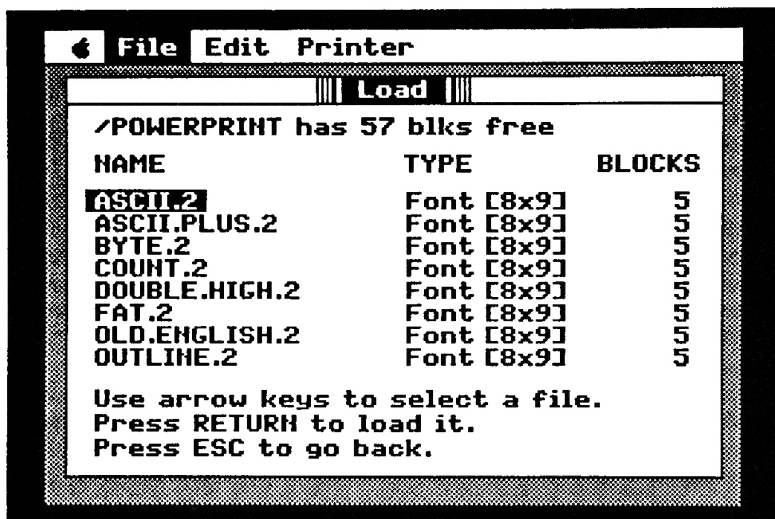 File Edit Printer
Load
/POWERPRINT has 57 blks free
NAME TYPE BLOCKS
ASCII.2 Font [8x9] 5
ASCII.PLUS.2 Font [8x9] 5
BYTE.2 Font [8x9] 5
COUNT.2 Font [8x9] 5
DOUBLE.HIGH.2 Font [8x9] 5
FAT.2 Font [8x9] 5
OLD.ENGLISH.2 Font [8x9] 5
OUTLINE.2 Font [8x9] 5
Use arrow keys to select a file.
Press RETURN to load it.
Press ESC to go back.